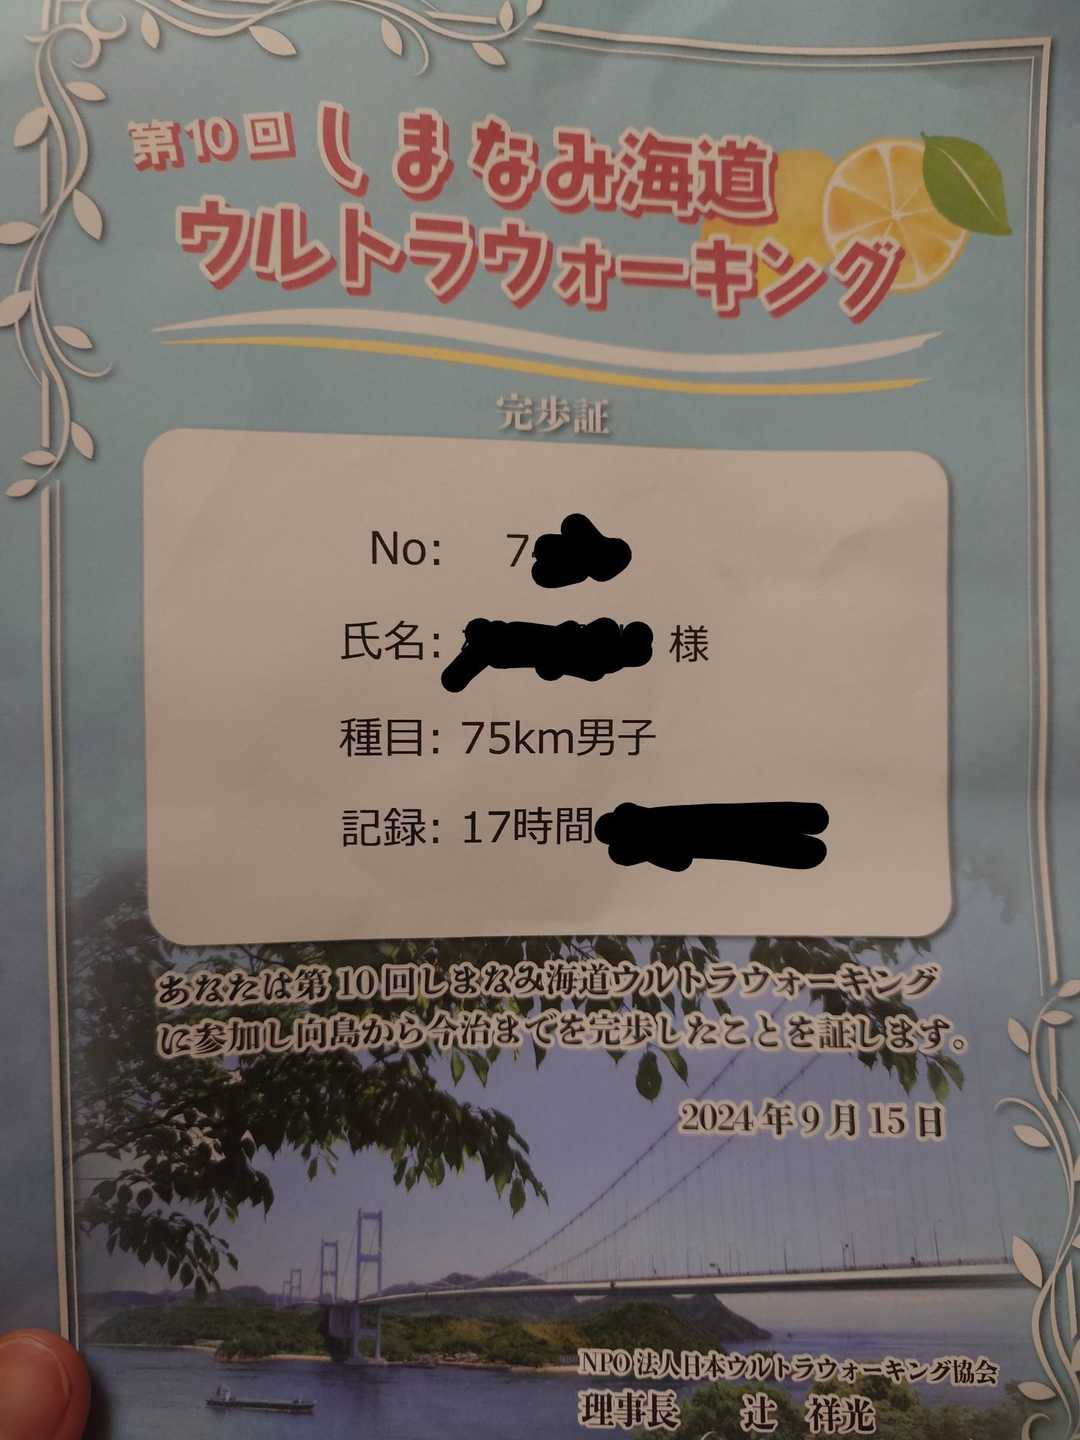 第10回 しまなみ海道
ウルトラウォーキング
完歩証
No: 7
氏名: 様
種目: 75km男子
記録: 17時間
あなたは第10回しまなみ海道ウルトラウォーキング
に参加し向島から今治までを完歩したことを証します。
2024年9月15日
NPO法人日本ウルトラウォーキング協会
理事長 辻 祥光